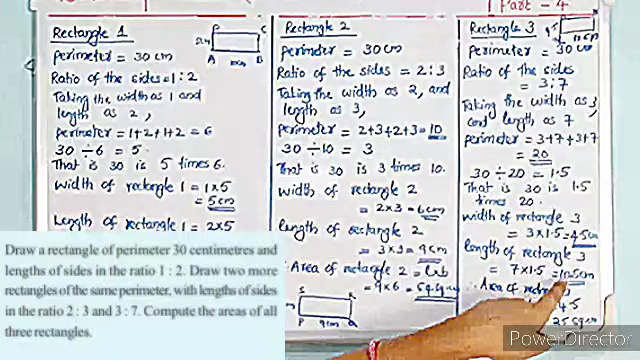 Part - 4
Rectangle 1
Perimeter = 30 cm
Ratio of the sides = 1 : 2
Taking the width as 1 and
length as 2,
Perimeter = 1+2+1+2 = 6
30 ÷ 6 = 5.
That is 30 is 5 times 6.
Width of rectangle 1 = 1x5
= 5cm
Length of rectangle 1 = 2x5
Rectangle 2
Perimeter = 30 cm
Ratio of the sides = 2 : 3
Taking the width as 2, and
length as 3,
Perimeter = 2+3+2+3 = 10
30 ÷ 10 = 3
That is 30 is 3 times 10.
Width of rectangle 2
= 2 x3 = 6cm
Length of rectangle 2
= 3 x3 = 9cm
∴ Area of rectangle 2 = lxb
= 9 x 6 =
P 9cm
Rectangle 3
Perimeter = 30 cm
Ratio of the sides
= 3 : 7
Taking the width as 3,
and length as 7,
Perimeter = 3+7+3+7
= 20
30 ÷ 20 = 1.5
That is 30 is 1.5
times 20.
Width of rectangle 3
= 3 x 1.5 = 4.5cm
Length of rectangle 3
= 7 x 1.5 = 10.5cm
∴ Area of
Draw a rectangle of perimeter 30 centimetres and
lengths of sides in the ratio 1 : 2. Draw two more
rectangles of the same perimeter, with lengths of sides
in the ratio 2 : 3 and 3 : 7. Compute the areas of all
three rectangles.
PowerDirector